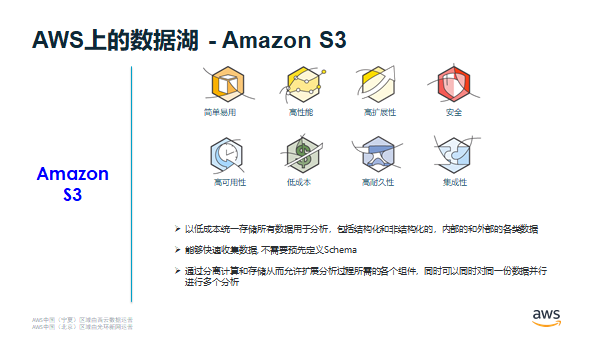 AWS上的数据湖 - Amazon S3
简单易用 高性能 高扩展性 安全
高可用性 低成本 高耐久性 集成性
Amazon
S3
以低成本统一存储所有数据用于分析，包括结构化和非结构化的，内部的和外部的各类数据
能够快速收集数据, 不需要预先定义Schema
通过分离计算和存储从而允许扩展分析过程所需的各个组件, 同时可以同时对同一份数据并行
进行多个分析
AWS中国（宁夏）区域由西云数据运营
AWS中国（北京）区域由光环新网运营
aws